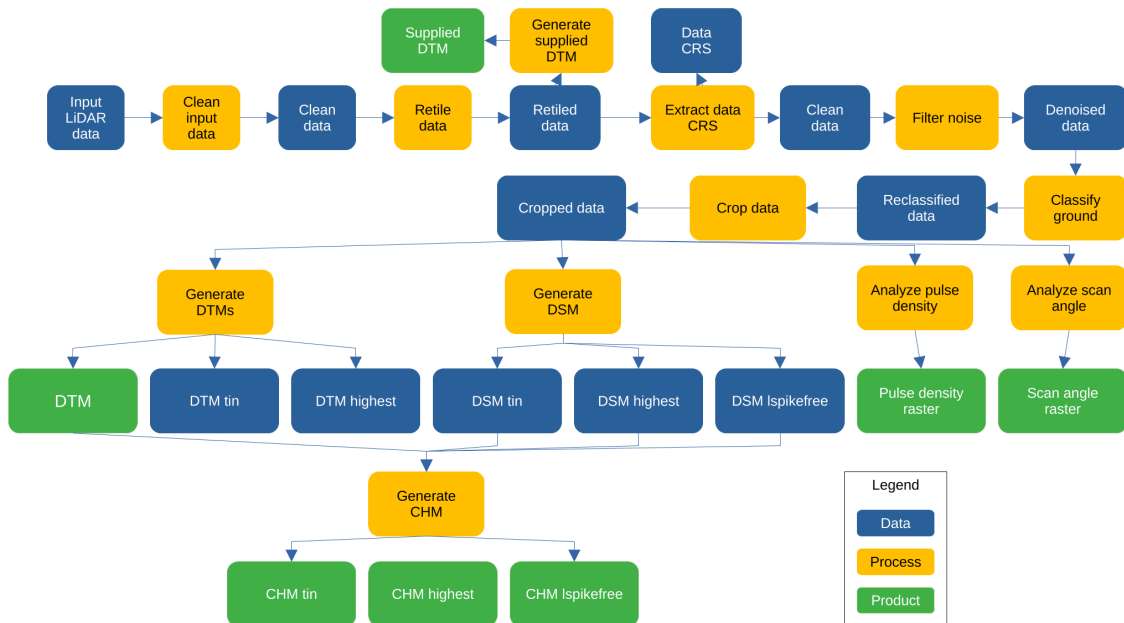 Supplied
DTM
Generate
supplied
DTM
Data
CRS
Input
LiDAR
data
Clean
input
data
Clean
data
Retile
data
Retiled
data
Extract data
CRS
Clean
data
Filter noise
Denoised
data
Cropped data
Crop data
Reclassified
data
Classify
ground
Generate
DTMs
Generate
DSM
Analyze pulse
density
Analyze scan
angle
DTM
DTM tin
DTM highest
DSM tin
DSM highest
DSM lspikefree
Pulse density
raster
Scan angle
raster
Generate
CHM
CHM tin
CHM highest
CHM lspikefree
Legend
Data
Process
Product